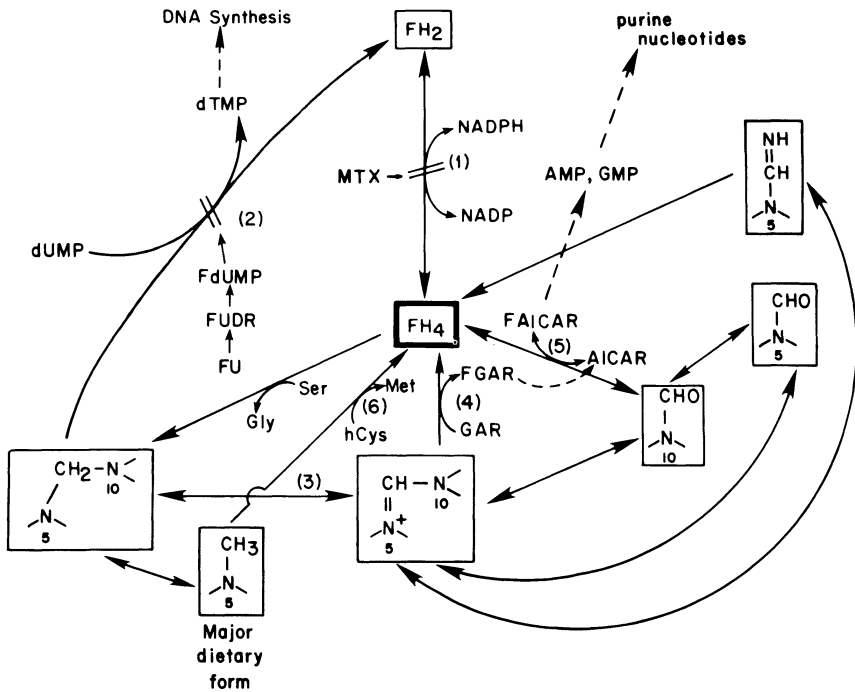 DNA Synthesis
FH2
purine
nucleotides
dTMP
NADPH
MTX
(1)
NADP
AMP, GMP
NH
CH
N
5
dUMP
(2)
FdUMP
FUDR
FU
FH4
FAICAR
(5)
AICAR
CHO
N
5
Ser
Gly
Met
(6)
hCys
FGAR
(4)
GAR
CHO
N
10
CH2-N
10
N
5
(3)
CH-N
10
N+
5
CH3
N
5
Major
dietary
form